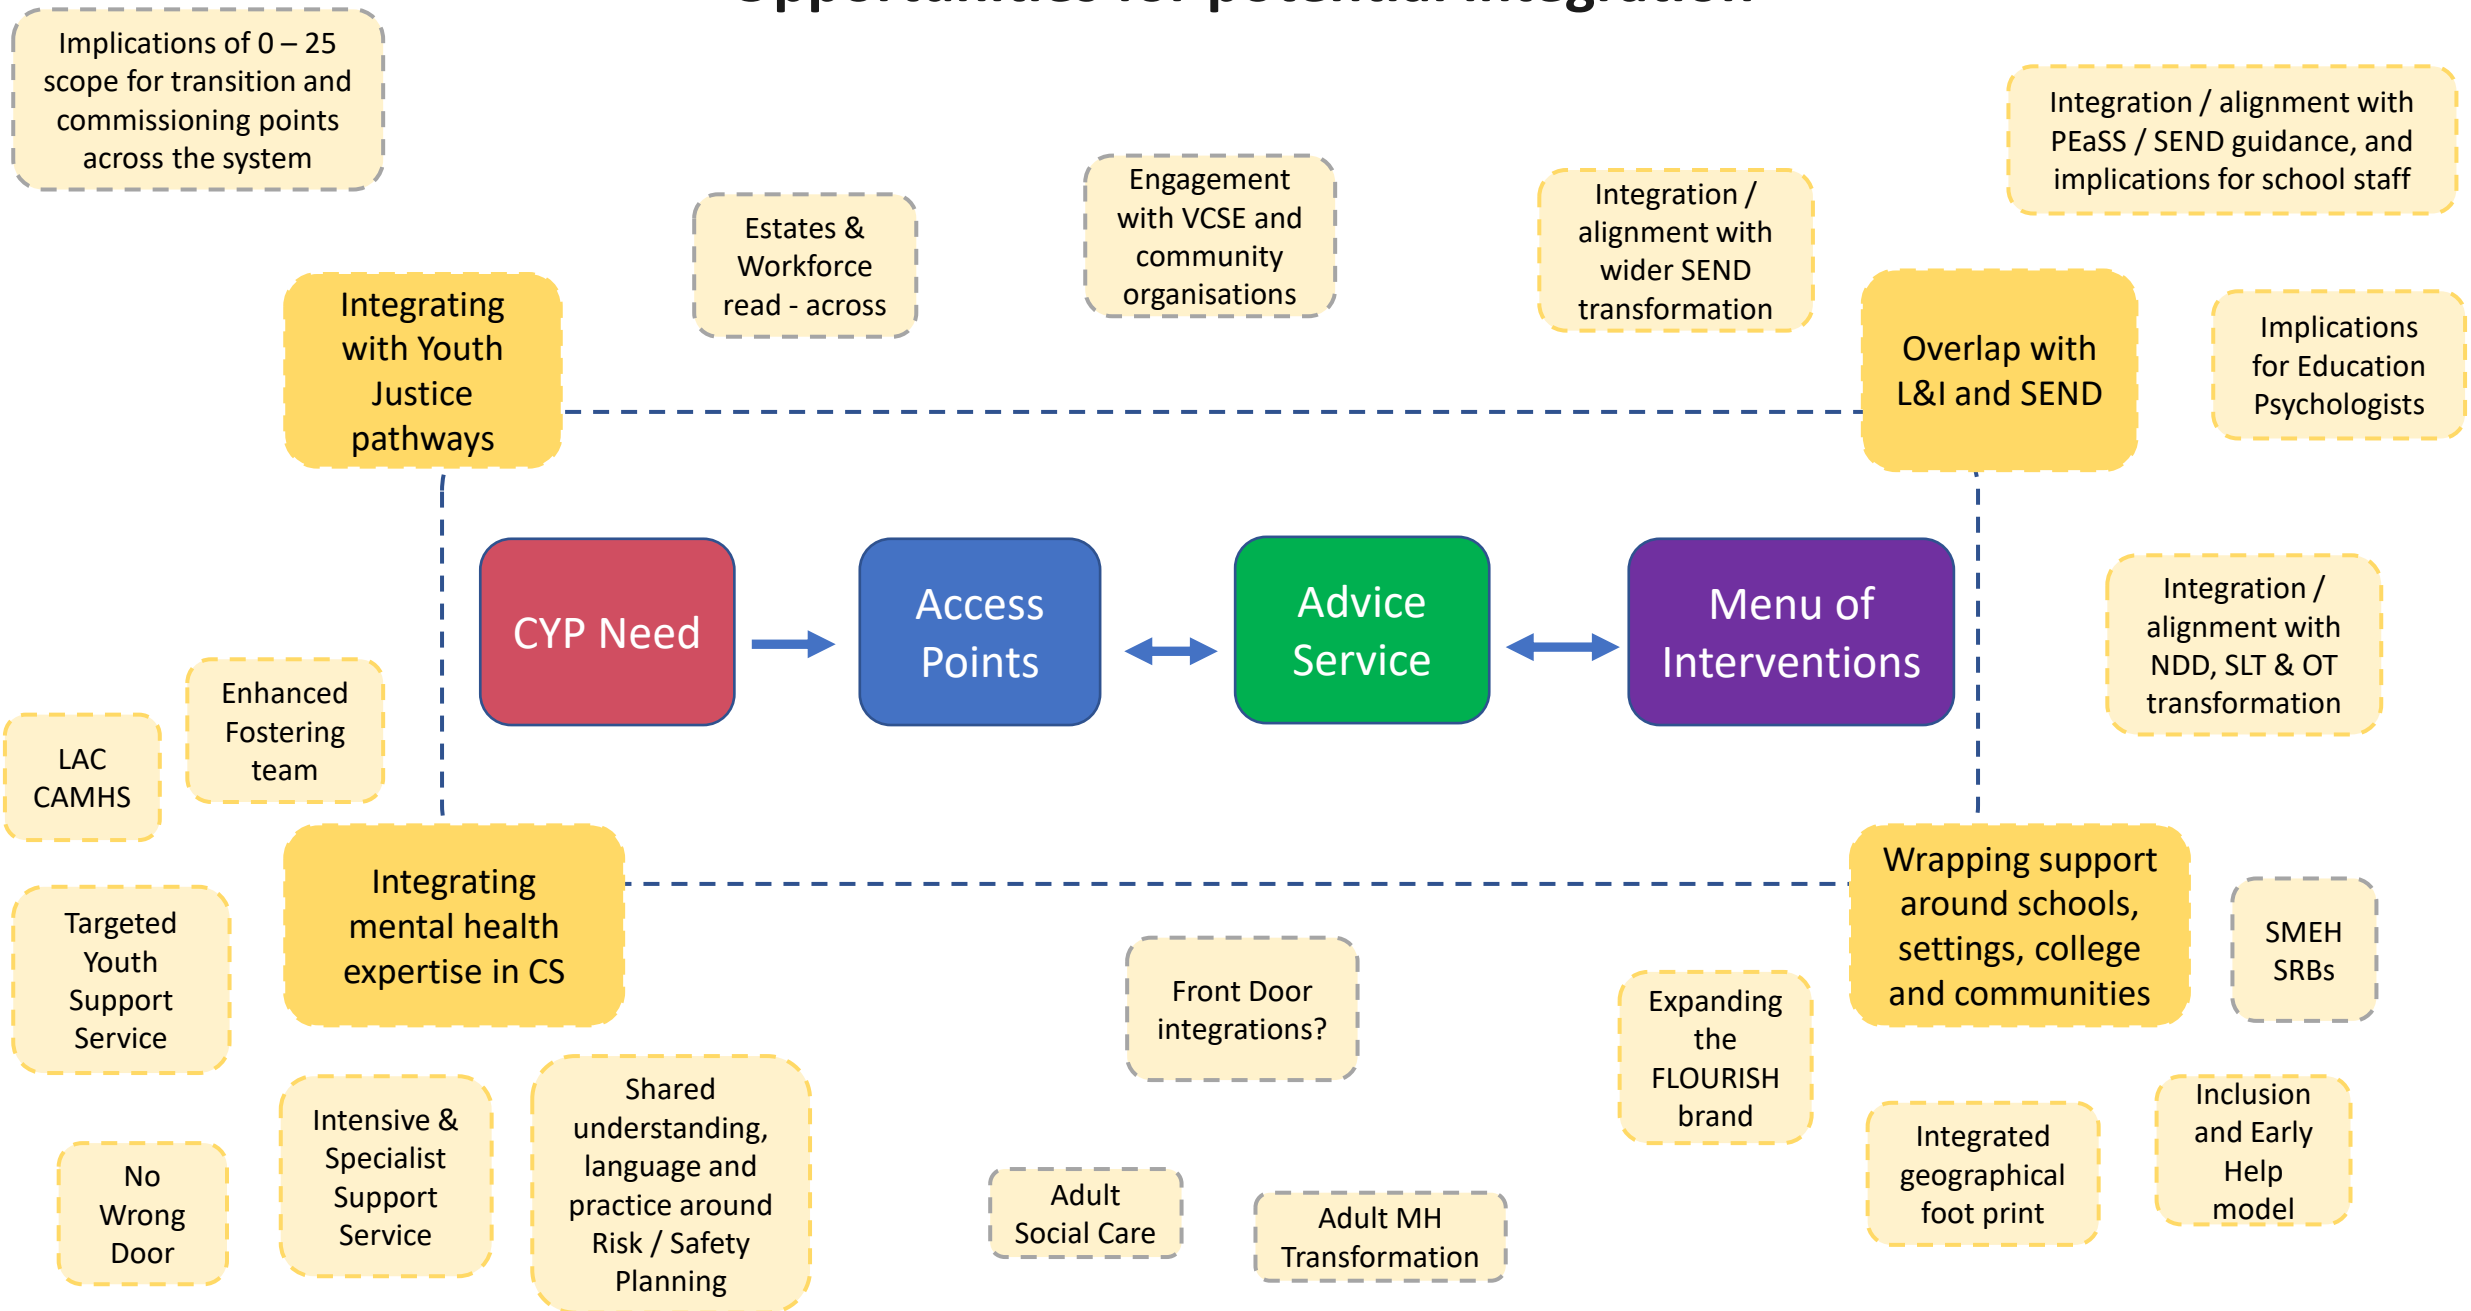 Opportunities for potential integration
Implications of 0 – 25
scope for transition and
commissioning points
across the system
Integration / alignment with
PEaSS / SEND guidance, and
implications for school staff
Engagement
with VCSE and
community
organisations
Integration /
alignment with
wider SEND
transformation
Estates &
Workforce
read - across
Integrating
with Youth
Justice
pathways
Overlap with
L&I and SEND
Implications
for Education
Psychologists
CYP Need
Access
Points
Advice
Service
Menu of
Interventions
Integration /
alignment with
NDD, SLT & OT
transformation
Enhanced
Fostering
team
LAC
CAMHS
Integrating
mental health
expertise in CS
Wrapping support
around schools,
settings, college
and communities
Targeted
Youth
Support
Service
SMEH
SRBs
Front Door
integrations?
Expanding
the
FLOURISH
brand
No
Wrong
Door
Intensive &
Specialist
Support
Service
Shared
understanding,
language and
practice around
Risk / Safety
Planning
Adult
Social Care
Adult MH
Transformation
Integrated
geographical
foot print
Inclusion
and Early
Help
model